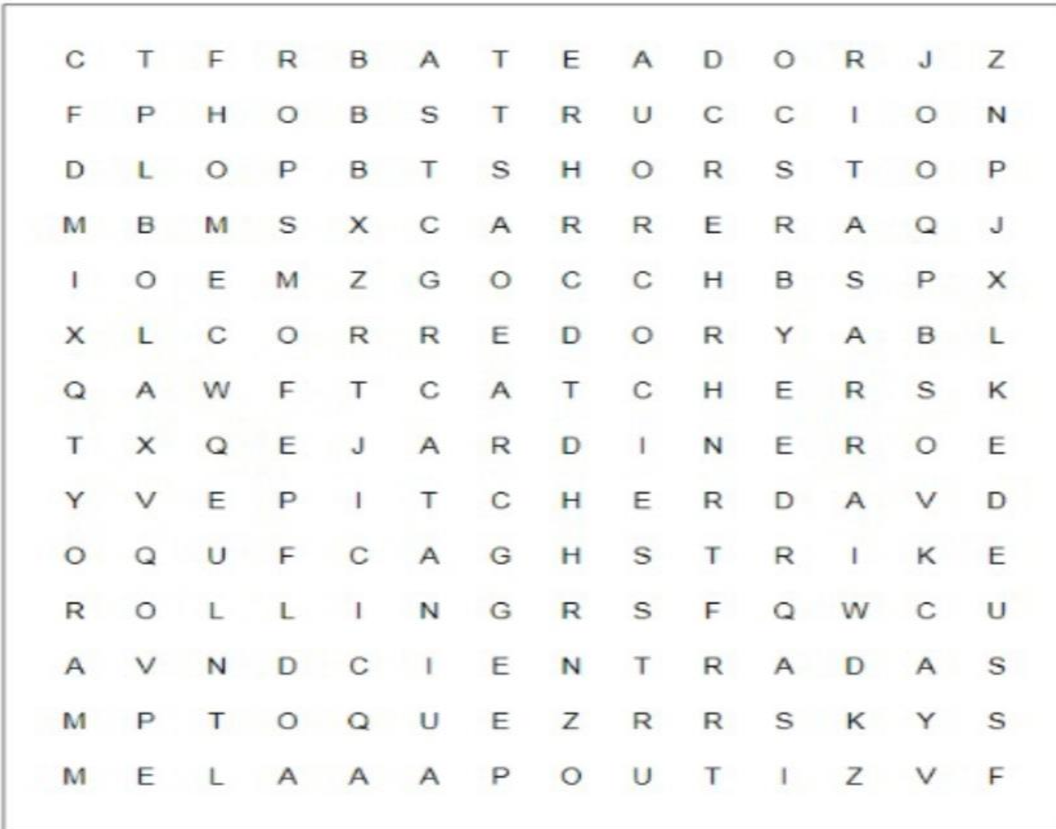 C T F R B A T E A D O R J Z
F P H O B S T R U C C I O N
D L O P B T S H O R S T O P
M B M S X C A R R E R A Q J
I O E M Z G O C C H B S P X
X L C O R R E D O R Y A B L
Q A W F T C A T C H E R S K
T X Q E J A R D I N E R O E
Y V E P I T C H E R D A V D
O Q U F C A G H S T R I K E
R O L L I N G R S F Q W C U
A V N D C I E N T R A D A S
M P T O Q U E Z R R S K Y S
M E L A A A P O U T I Z V F